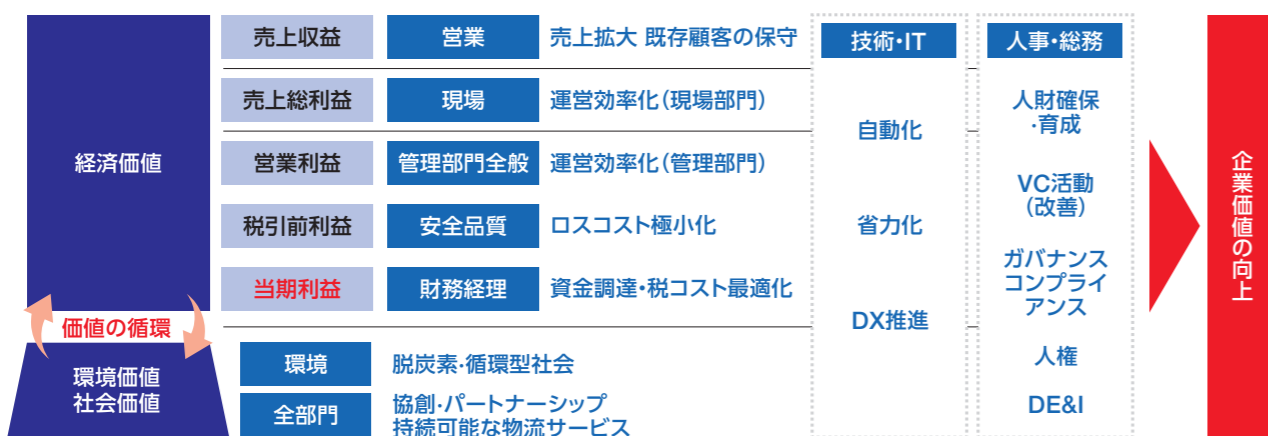 経済価値
価値の循環
環境価値
社会価値
売上収益 営業 売上拡大 既存顧客の保守
売上総利益 現場 運営効率化(現場部門)
営業利益 管理部門全般 運営効率化(管理部門)
税引前利益 安全品質 ロスコスト極小化
当期利益 財務経理 資金調達・税コスト最適化
環境 脱炭素・循環型社会
全部門 協創・パートナーシップ
持続可能な物流サービス
技術・IT
自動化
省力化
DX推進
人事・総務
人財確保
・育成
VC活動
(改善)
ガバナンス
コンプライ
アンス
人権
DE&I
企業価値の向上